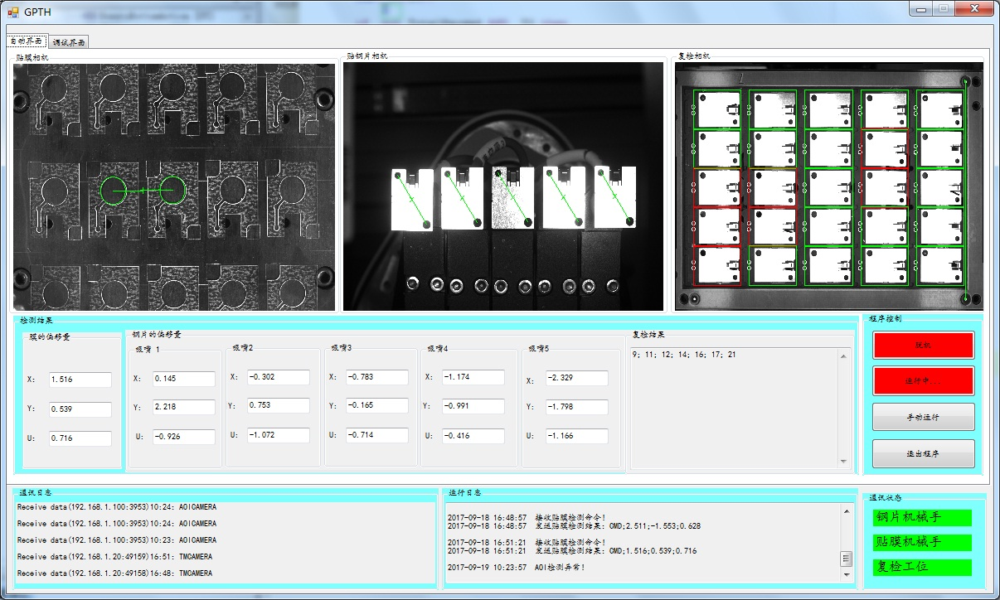 GPTH
自动界面 调试界面
贴膜相机
贴钢片相机
复检相机
检测结果
膜的偏移量
X: 1.516
Y: 0.539
U: 0.716
钢片的偏移量
吸嘴 1
X: 0.145
Y: 2.218
U: -0.926
吸嘴2
X: -0.302
Y: 0.753
U: -1.072
吸嘴3
X: -0.783
Y: -0.165
U: -0.714
吸嘴4
X: -1.174
Y: -0.991
U: -0.416
吸嘴5
X: -2.329
Y: -1.798
U: -1.166
复检结果
9; 11; 12; 14; 16; 17; 21
程序控制
脱机
运行中...
手动运行
退出程序
通讯日志
Receive data(192.168.1.100:3953)10:24: AOICAMERA
Receive data(192.168.1.100:3953)10:24: AOICAMERA
Receive data(192.168.1.100:3953)10:23: AOICAMERA
Receive data(192.168.1.20:49158)16:51: TMCAMERA
Receive data(192.168.1.20:49158)16:48: TMCAMERA
运行日志
2017-09-18 16:48:57 接收贴膜检测命令!
2017-09-18 16:48:57 发送贴膜检测结果: CMD;2.511;-1.553;0.628
2017-09-18 16:51:21 接收贴膜检测命令!
2017-09-18 16:51:21 发送贴膜检测结果: CMD;1.516;0.539;0.716
2017-09-19 10:23:57 AOI检测异常!
通讯状态
钢片机械手
贴膜机械手
复检工位